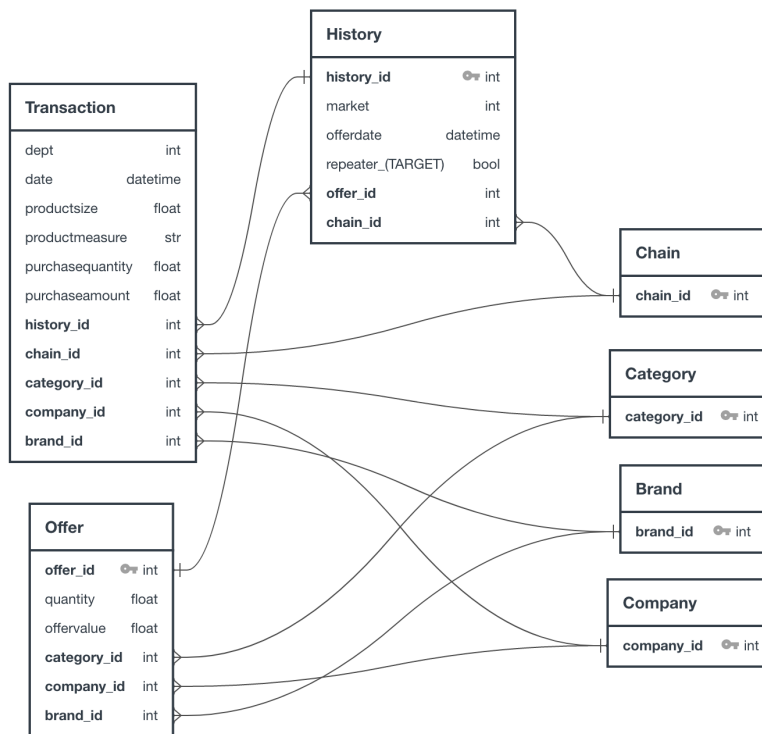 History
history_id int
market int
offerdate datetime
repeater_(TARGET) bool
offer_id int
chain_id int
Transaction
dept int
date datetime
productsize float
productmeasure str
purchasequantity float
purchaseamount float
history_id int
chain_id int
category_id int
company_id int
brand_id int
Chain
chain_id int
Category
category_id int
Brand
brand_id int
Company
company_id int
Offer
offer_id int
quantity float
offervalue float
category_id int
company_id int
brand_id int